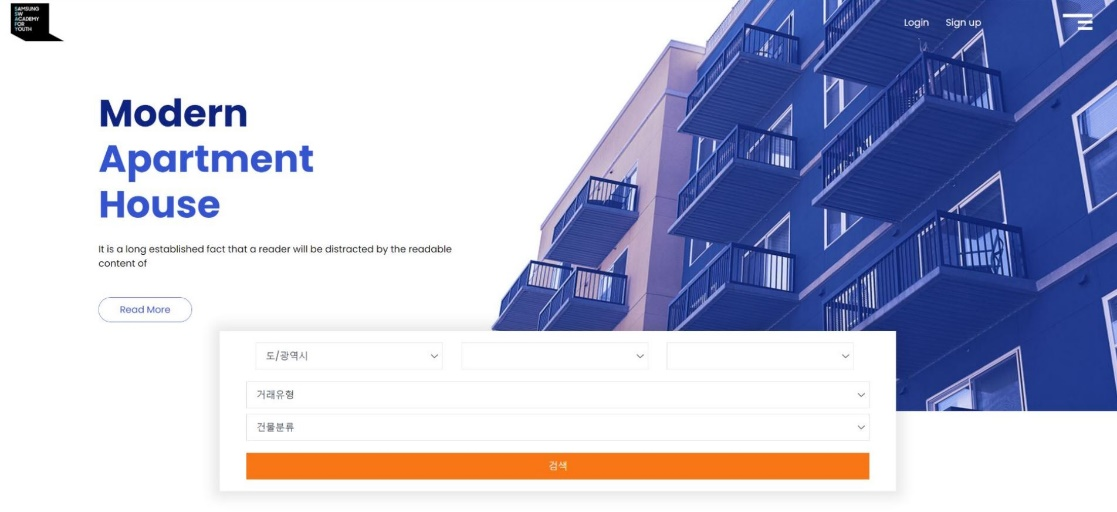 SAMSUNG
SW
ACADEMY
FOR
YOUTH
Login Sign up
Modern
Apartment
House
It is a long established fact that a reader will be distracted by the readable
content of
Read More
도/광역시
거래유형
건물분류
검색